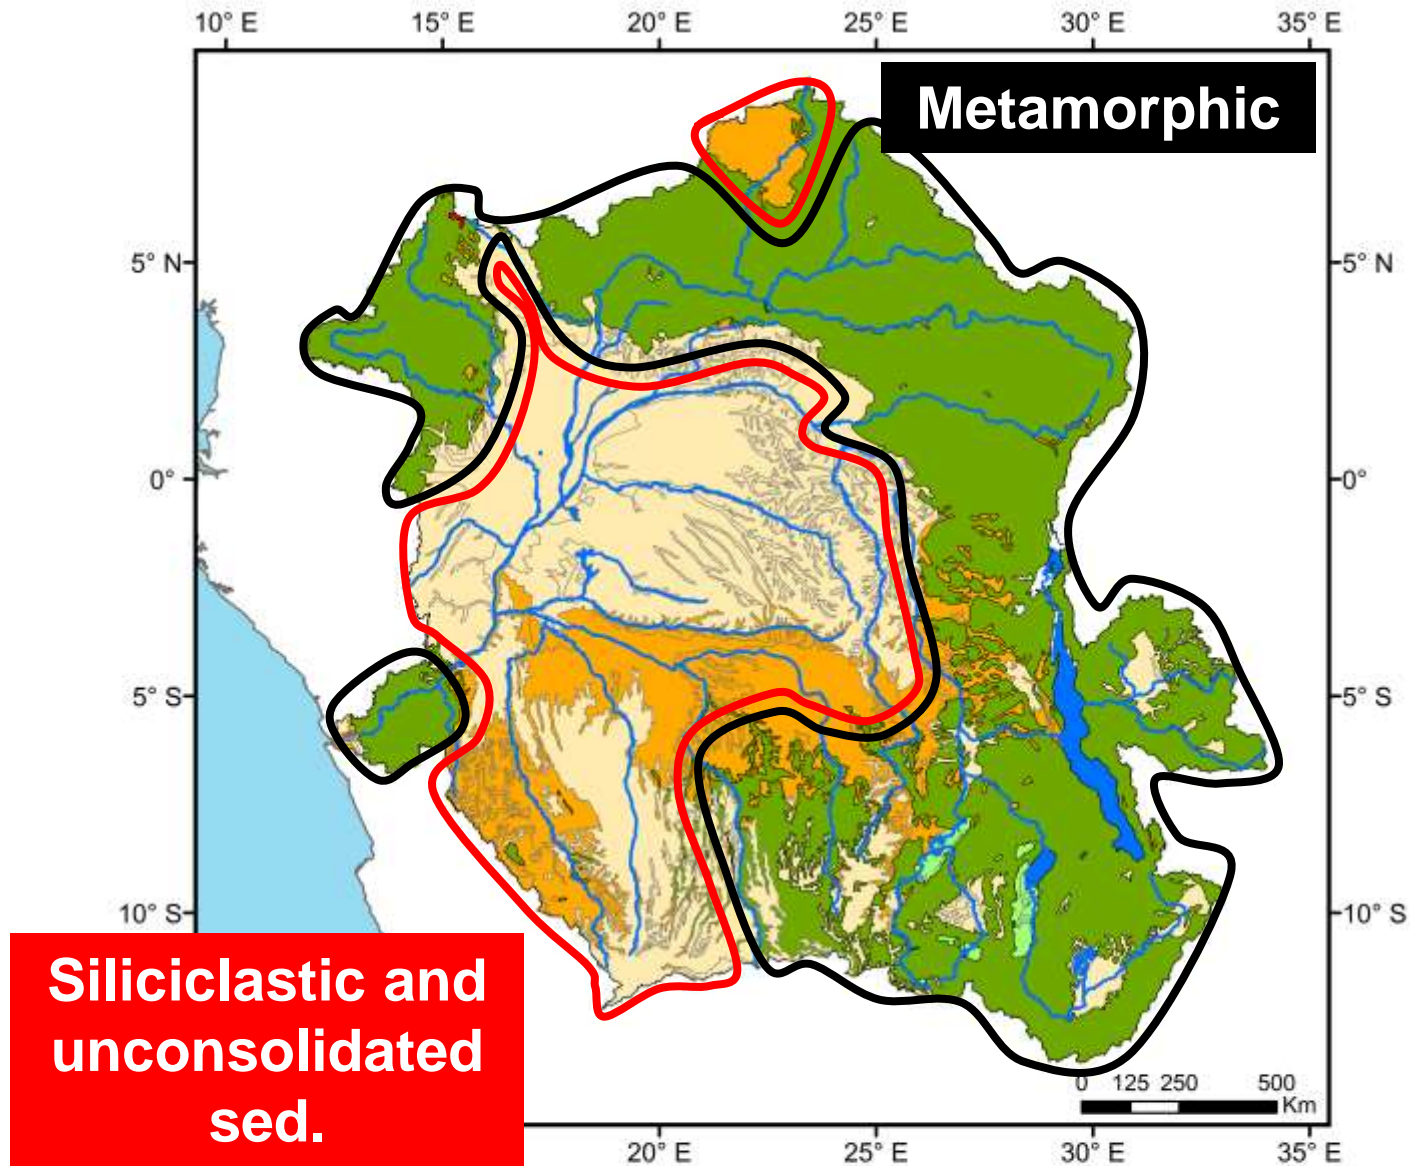 10° E 15° E 20° E 25° E 30° E 35° E
Metamorphic
5° N 5° N
0° 0°
5° S 5° S
10° S 10° S
Siliciclastic and
unconsolidated
sed.
0 125 250 500
Km
20° E 25° E 30° E 35° E